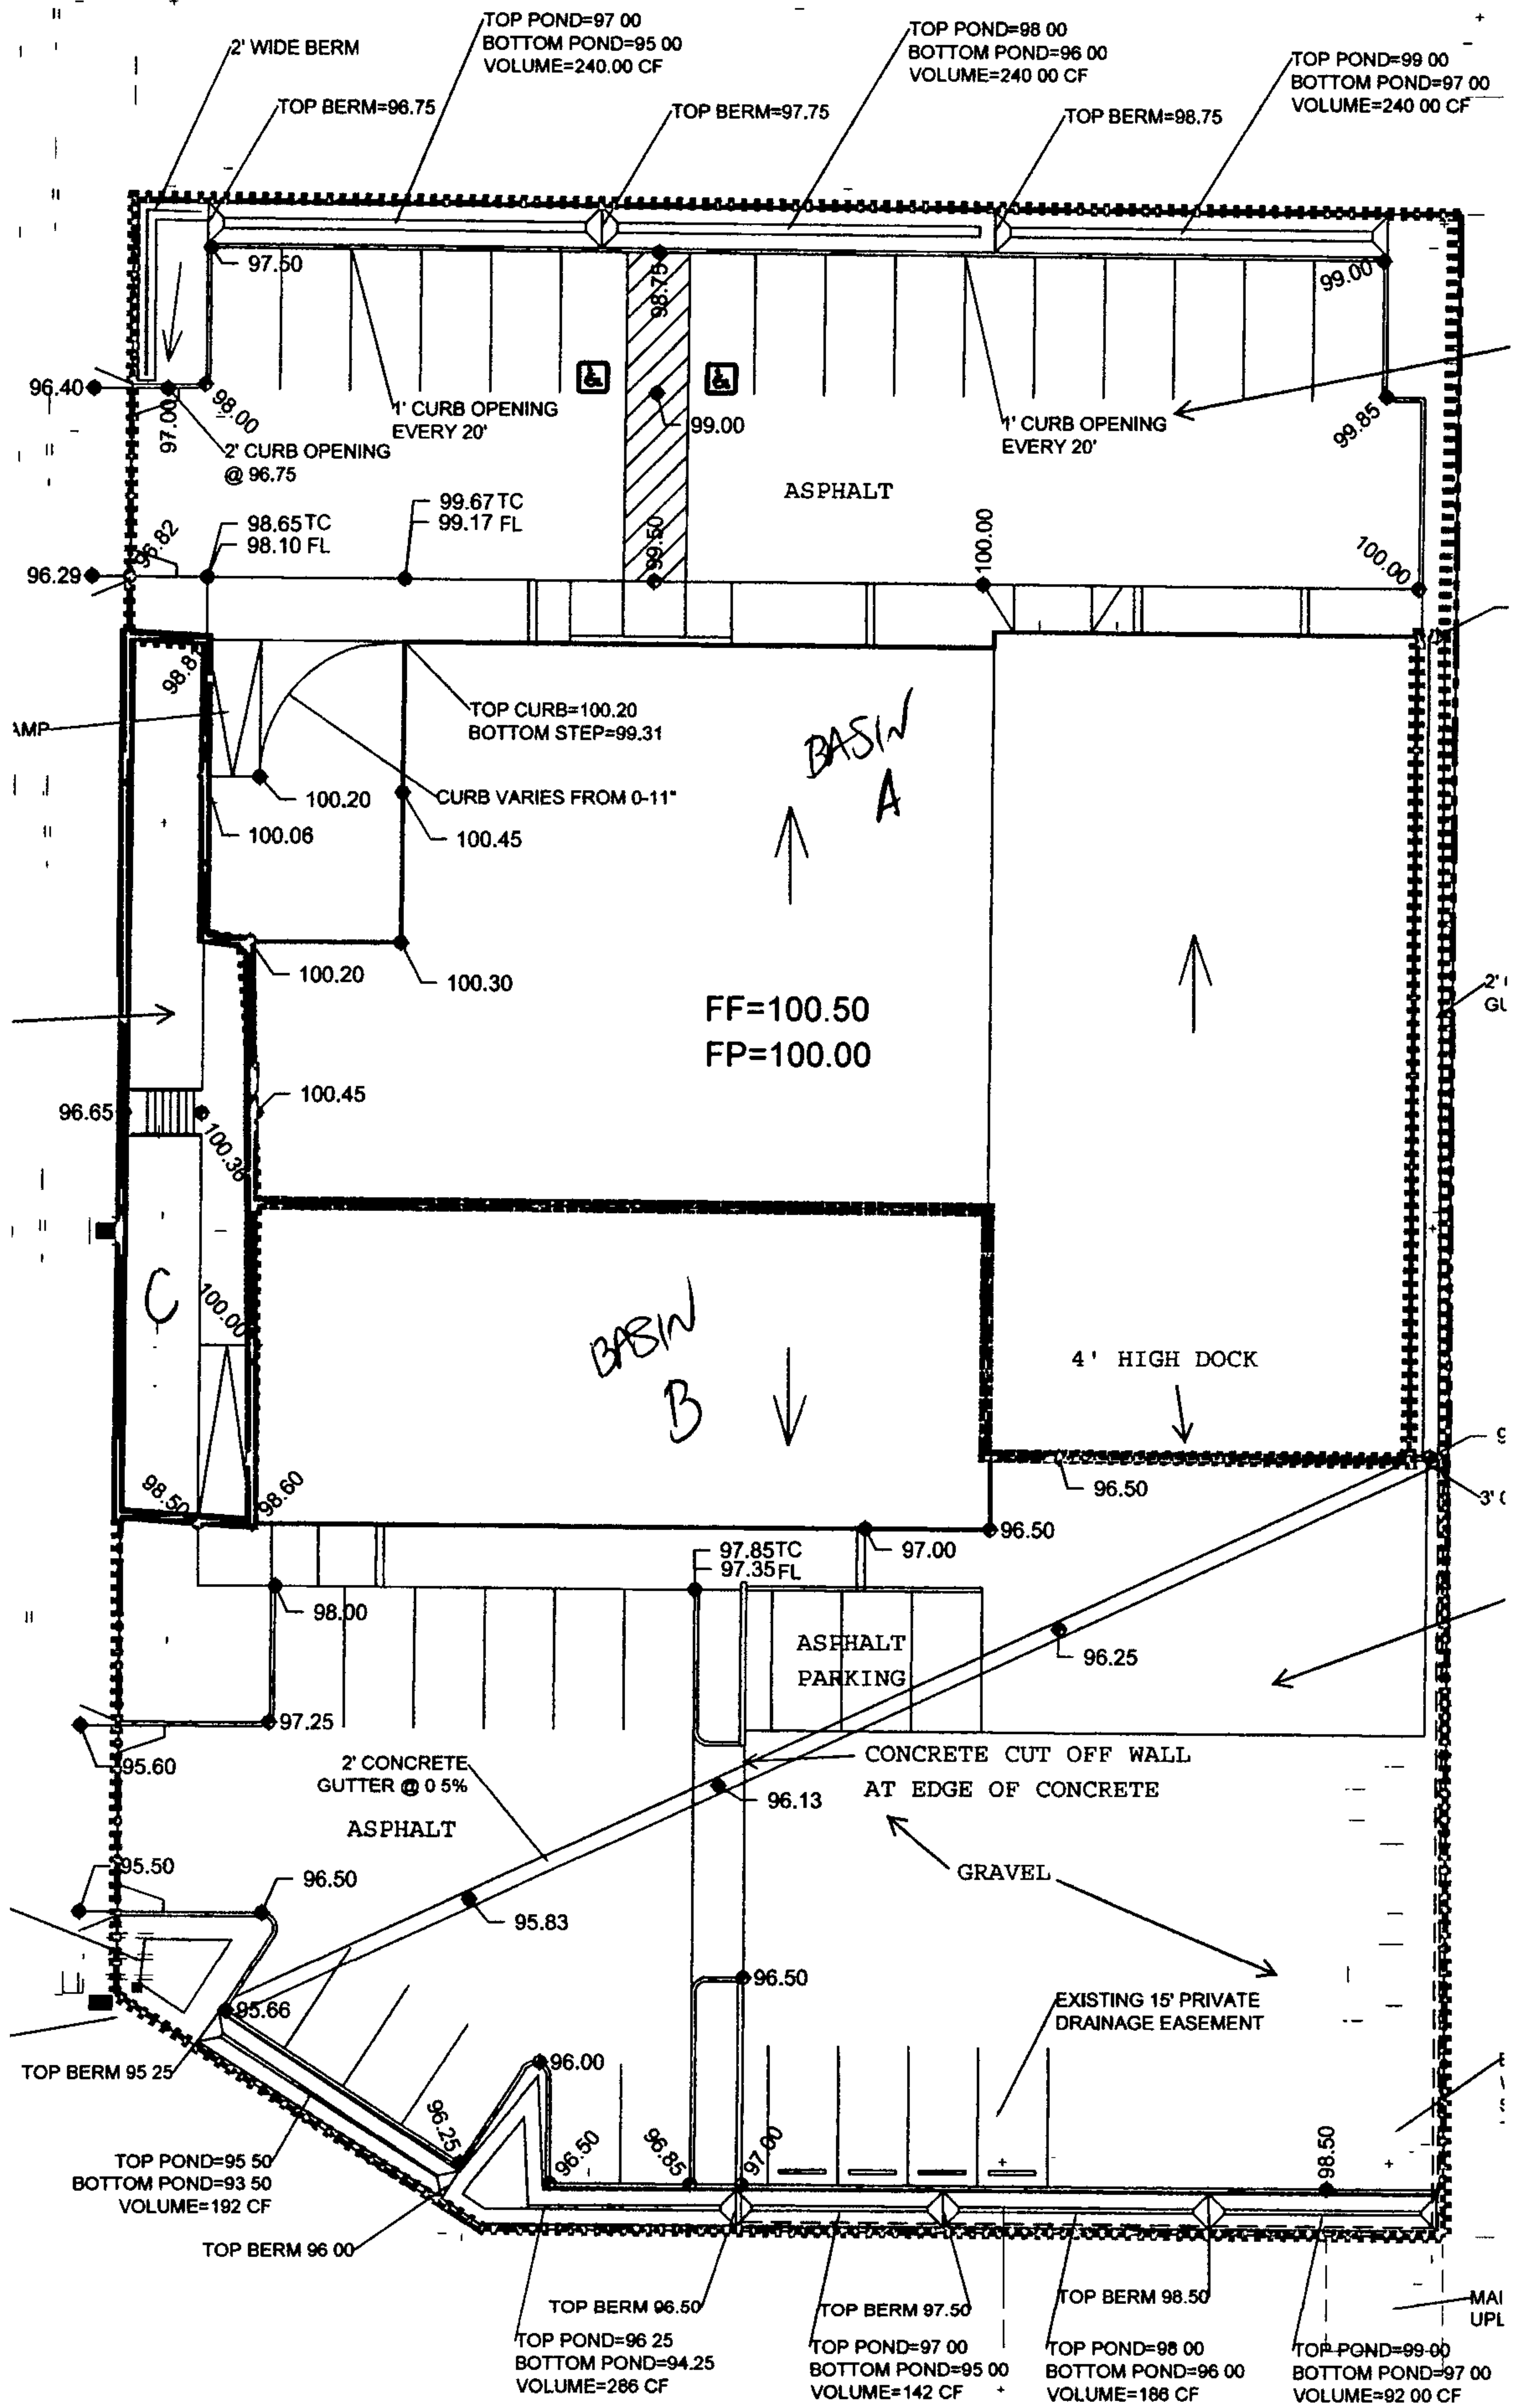 TOP POND=97 00
BOTTOM POND=95 00
VOLUME=240.00 CF
TOP POND=98 00
BOTTOM POND=96 00
VOLUME=240 00 CF
TOP POND=99 00
BOTTOM POND=97 00
VOLUME=240 00 CF
2' WIDE BERM
TOP BERM=96.75
TOP BERM=97.75
TOP BERM=98.75
97.50
98.75
99.00
96.40
97.00
98.00
2' CURB OPENING
@ 96.75
1' CURB OPENING
EVERY 20'
99.00
1' CURB OPENING
EVERY 20'
99.85
ASPHALT
96.82
98.65 TC
98.10 FL
99.67 TC
99.17 FL
99.50
100.00
100.00
96.29
98.87
AMP
TOP CURB=100.20
BOTTOM STEP=99.31
BASIN
A
100.20
CURB VARIES FROM 0-11"
100.06
100.45
100.20
100.30
FF=100.50
FP=100.00
2'
GU
96.65
100.45
100.36
C
100.00
BASIN
B
4' HIGH DOCK
98.50
98.60
96.50
9
3'
97.85TC
97.35 FL
97.00
96.50
98.00
ASPHALT
PARKING
96.25
97.25
95.60
2' CONCRETE
GUTTER @ 0 5%
CONCRETE CUT OFF WALL
AT EDGE OF CONCRETE
96.13
ASPHALT
GRAVEL
95.50
96.50
95.83
96.50
95.66
EXISTING 15' PRIVATE
DRAINAGE EASEMENT
TOP BERM 95 25
96.00
96.25
96.50
96.85
97.00
98.50
TOP POND=95 50
BOTTOM POND=93 50
VOLUME=192 CF
TOP BERM 96 00
TOP BERM 96.50
TOP BERM 97.50
TOP BERM 98.50
MAI
UPL
TOP POND=96 25
BOTTOM POND=94.25
VOLUME=286 CF
TOP POND=97 00
BOTTOM POND=95 00
VOLUME=142 CF
TOP POND=98 00
BOTTOM POND=96 00
VOLUME=186 CF
TOP POND=99 00
BOTTOM POND=97 00
VOLUME=92 00 CF